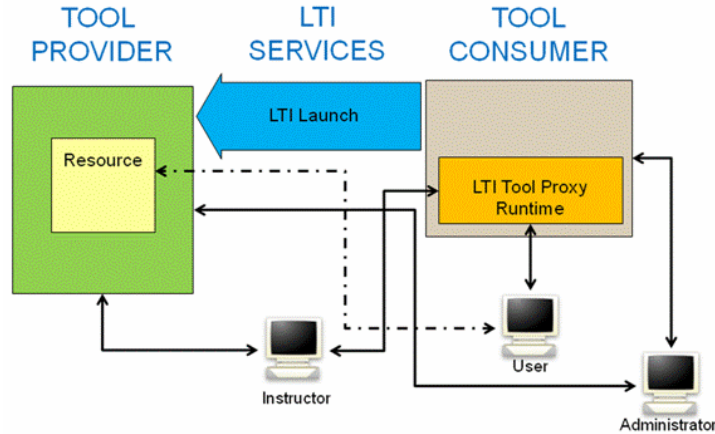 TOOL
PROVIDER
LTI
SERVICES
TOOL
CONSUMER
LTI Launch
Resource
LTI Tool Proxy
Runtime
User
Instructor
Administrator